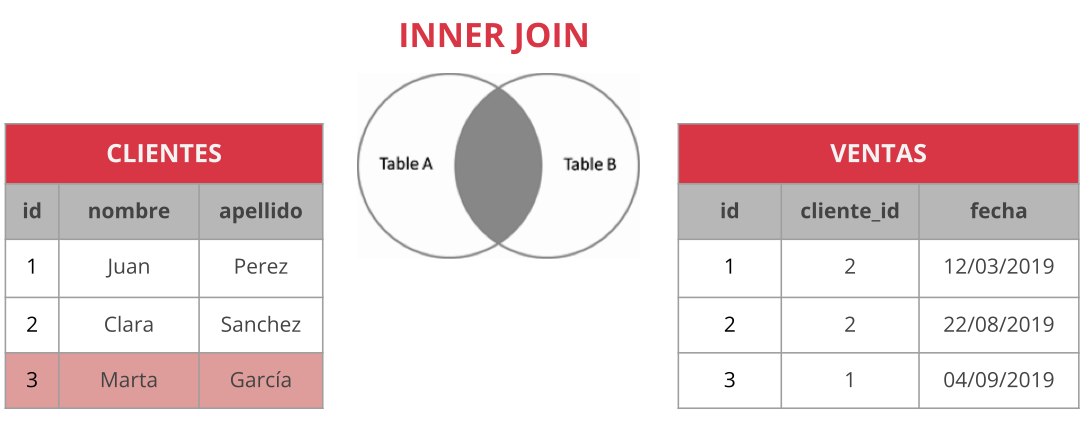 INNER JOIN
Table A
Table B
CLIENTES
id nombre apellido
1 Juan Perez
2 Clara Sanchez
3 Marta García
VENTAS
id cliente_id fecha
1 2 12/03/2019
2 2 22/08/2019
3 1 04/09/2019